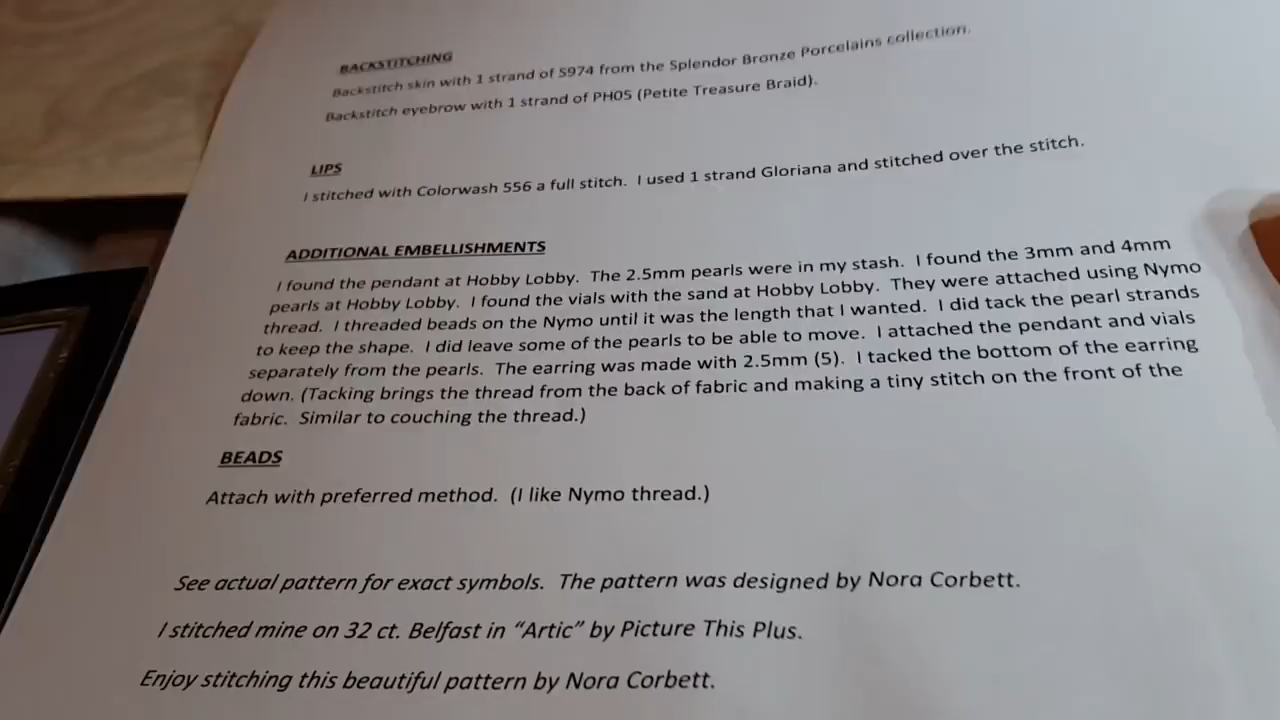 BACKSTITCHING
Backstitch skin with 1 strand of S974 from the Splendor Bronze Porcelains collection.
Backstitch eyebrow with 1 strand of PH05 (Petite Treasure Braid).
LIPS
I stitched with Colorwash 556 a full stitch. I used 1 strand Gloriana and stitched over the stitch.
ADDITIONAL EMBELLISHMENTS
I found the pendant at Hobby Lobby. The 2.5mm pearls were in my stash. I found the 3mm and 4mm
pearls at Hobby Lobby. I found the vials with the sand at Hobby Lobby. They were attached using Nymo
thread. I threaded beads on the Nymo until it was the length that I wanted. I did tack the pearl strands
to keep the shape. I did leave some of the pearls to be able to move. I attached the pendant and vials
separately from the pearls. The earring was made with 2.5mm (5). I tacked the bottom of the earring
down. (Tacking brings the thread from the back of fabric and making a tiny stitch on the front of the
fabric. Similar to couching the thread.)
BEADS
Attach with preferred method. (I like Nymo thread.)
See actual pattern for exact symbols. The pattern was designed by Nora Corbett.
I stitched mine on 32 ct. Belfast in “Artic” by Picture This Plus.
Enjoy stitching this beautiful pattern by Nora Corbett.